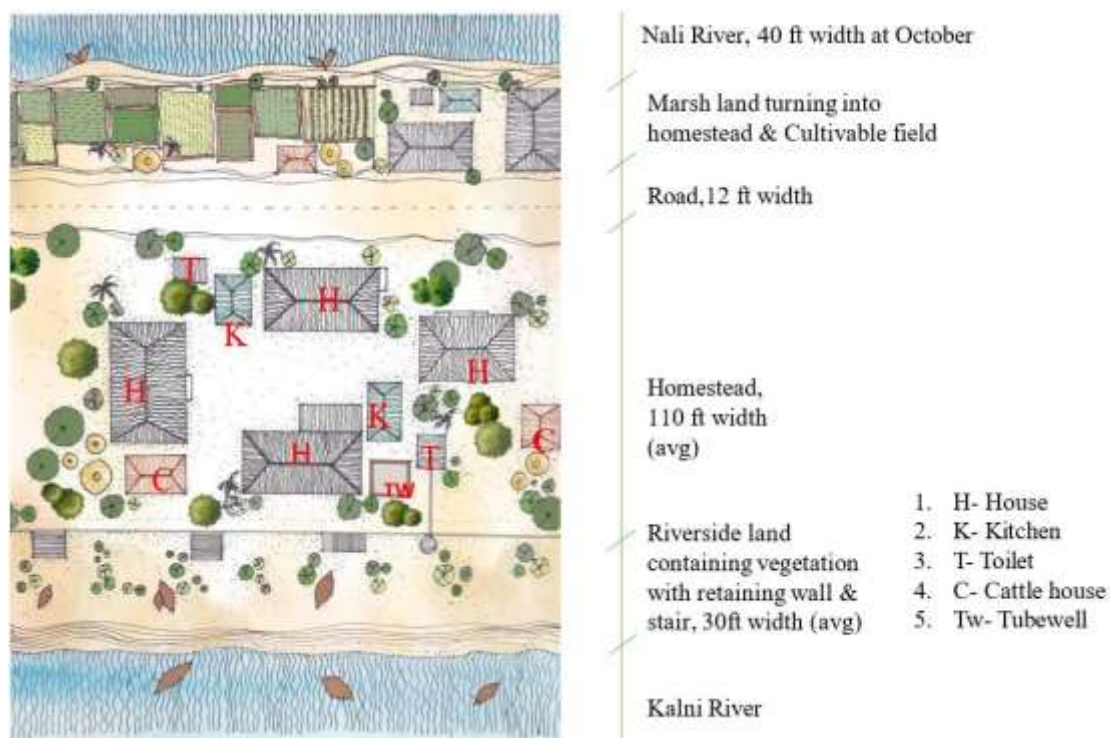 Nali River, 40 ft width at October
Marsh land turning into
homestead & Cultivable field
Road,12 ft width
T
H
K
H
H
Homestead,
110 ft width
(avg)
K
C
H
T
C
TW
Riverside land
containing vegetation
with retaining wall &
stair, 30ft width (avg)
1. H- House
2. K- Kitchen
3. T- Toilet
4. C- Cattle house
5. Tw- Tubewell
Kalni River